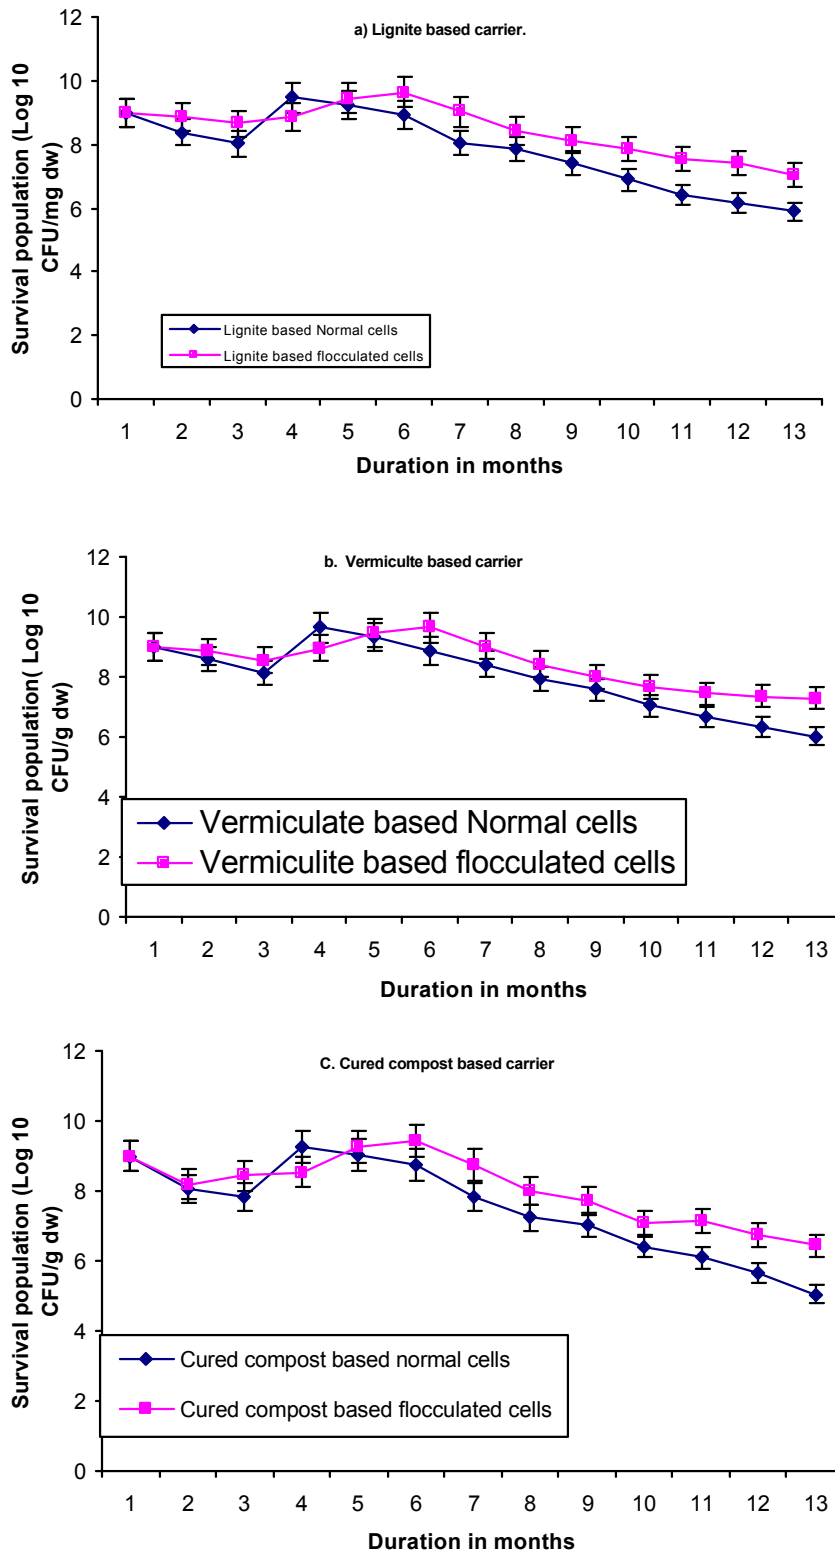 a) Lignite based carrier.
12
10
8
6
4
2
0
Survival population (Log 10
CFU/mg dw)
Lignite based Normal cells
Lignite based flocculated cells
1 2 3 4 5 6 7 8 9 10 11 12 13
Duration in months
b. Vermiculte based carrier
12
10
8
6
4
2
0
Survival population( Log 10
CFU/g dw)
Vermiculate based Normal cells
Vermiculite based flocculated cells
1 2 3 4 5 6 7 8 9 10 11 12 13
Duration in months
C. Cured compost based carrier
12
10
8
6
4
2
0
Survival population (Log 10
CFU/g dw)
Cured compost based normal cells
Cured compost based flocculated cells
1 2 3 4 5 6 7 8 9 10 11 12 13
Duration in months